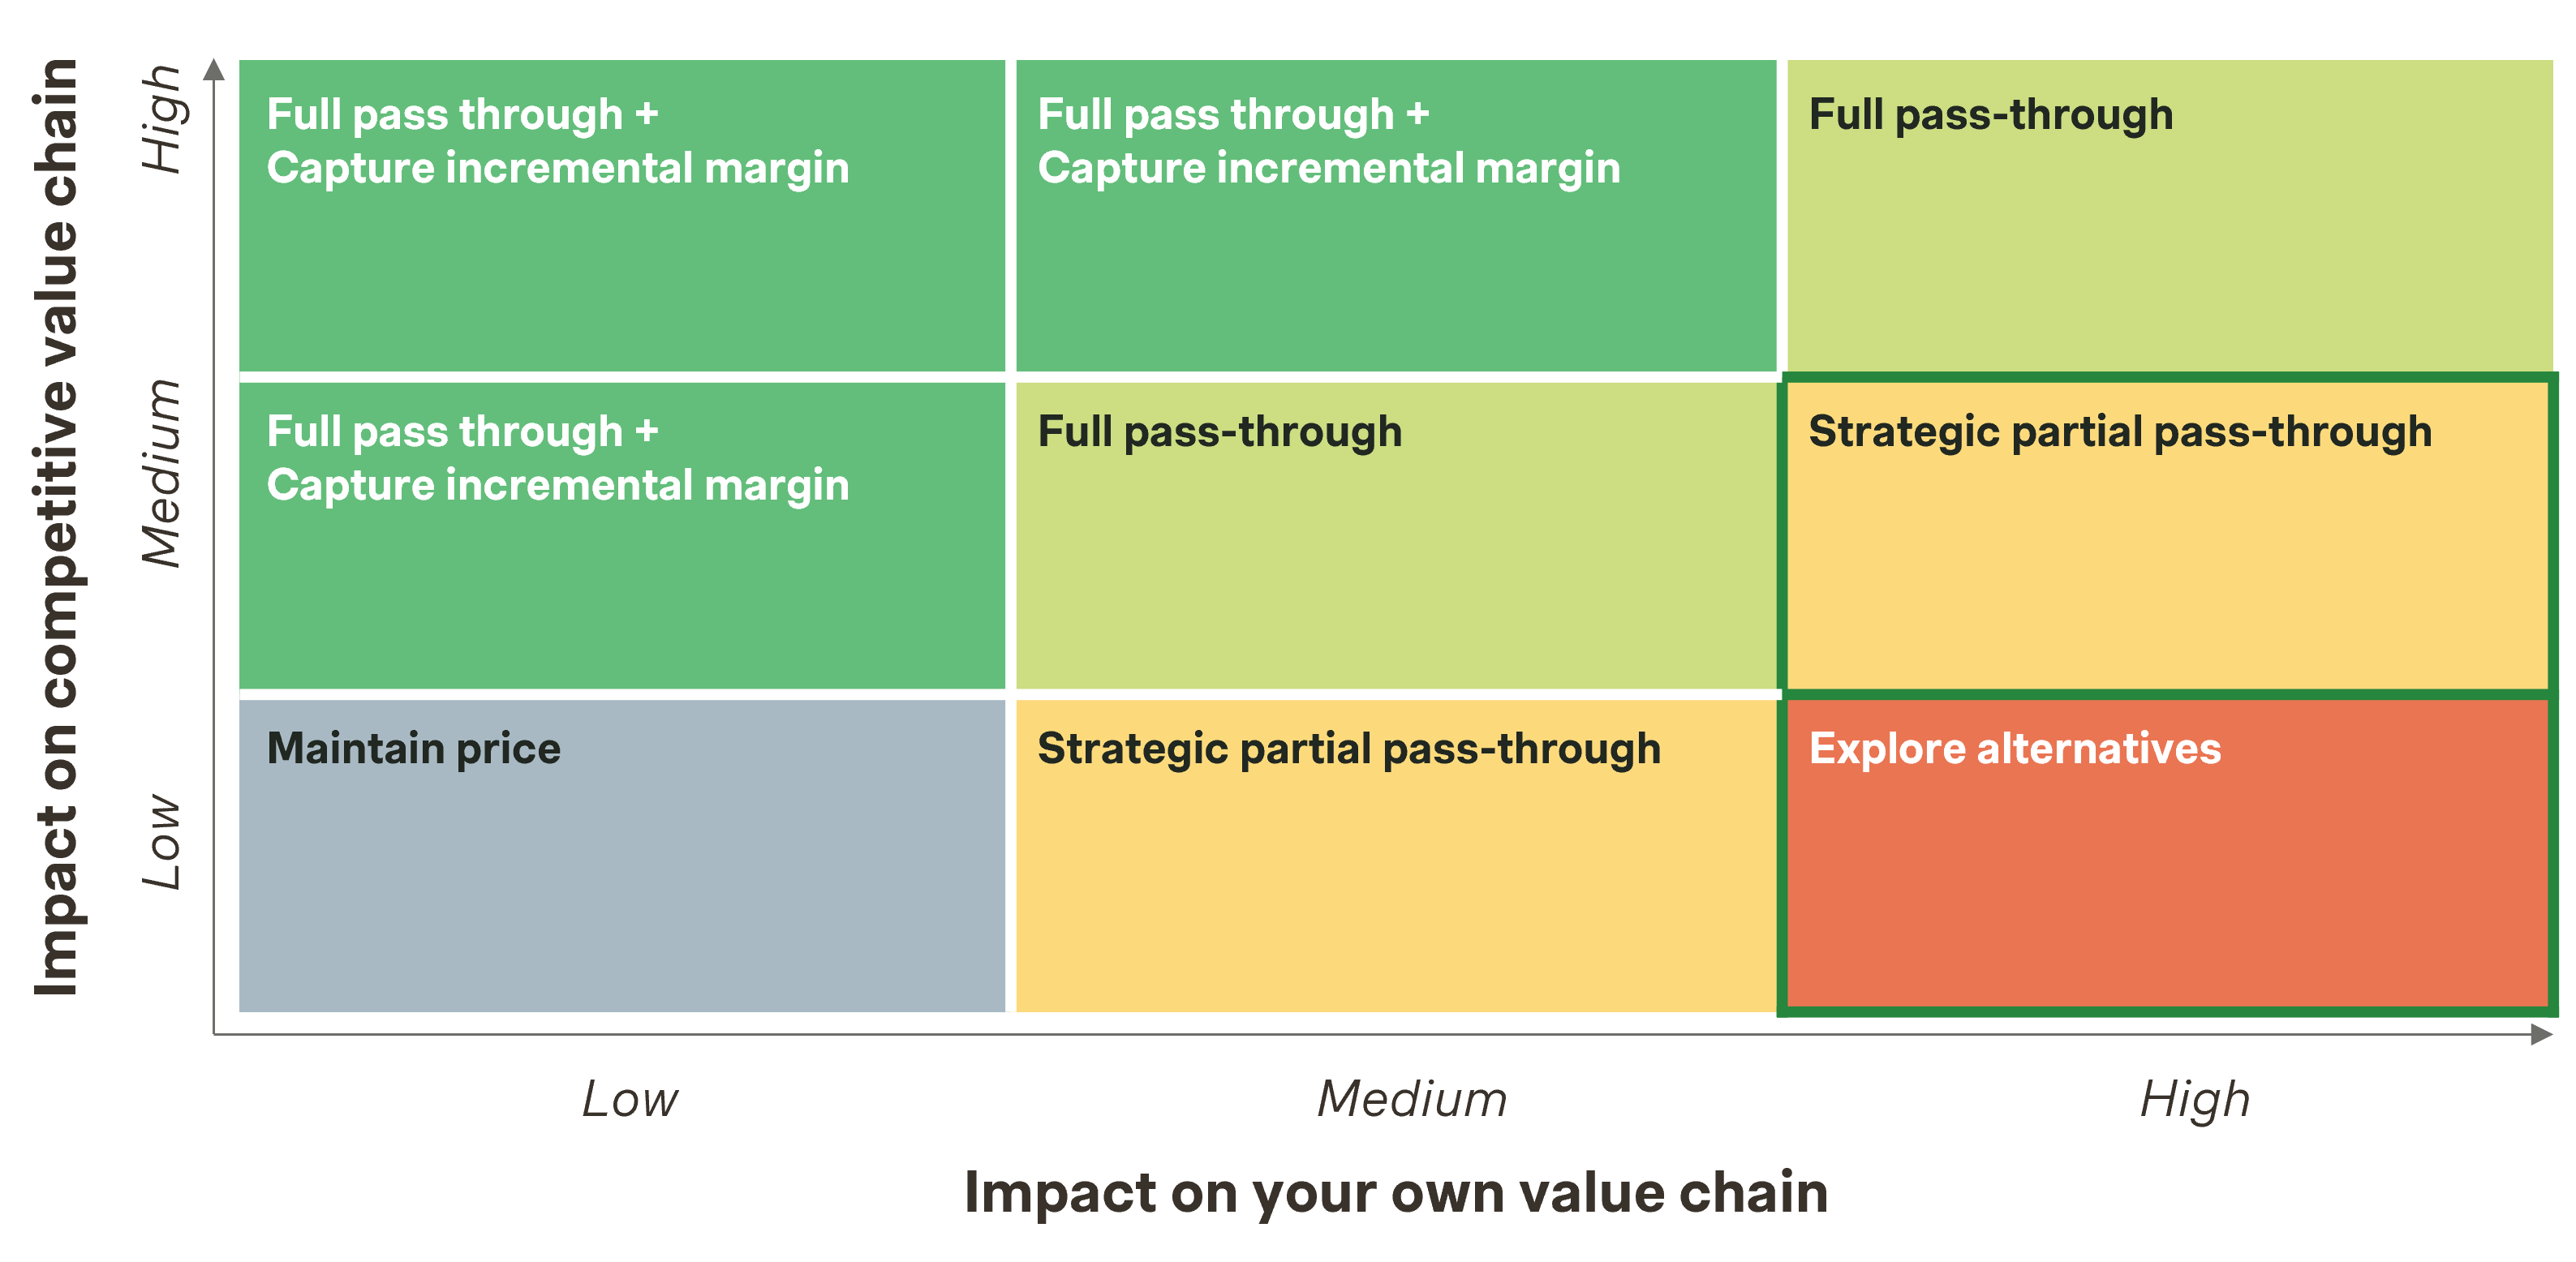 Impact on competitive value chain
High
Full pass through +
Capture incremental margin
Full pass through +
Capture incremental margin
Full pass-through
Medium
Full pass through +
Capture incremental margin
Full pass-through
Strategic partial pass-through
Low
Maintain price
Strategic partial pass-through
Explore alternatives
Low
Medium
High
Impact on your own value chain